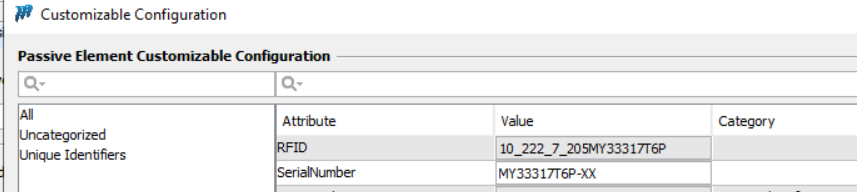 Customizable Configuration
Passive Element Customizable Configuration
All
Uncategorized
Unique Identifiers
Attribute Value Category
RFID 10_222_7_205MY33317T6P
SerialNumber MY33317T6P-XX